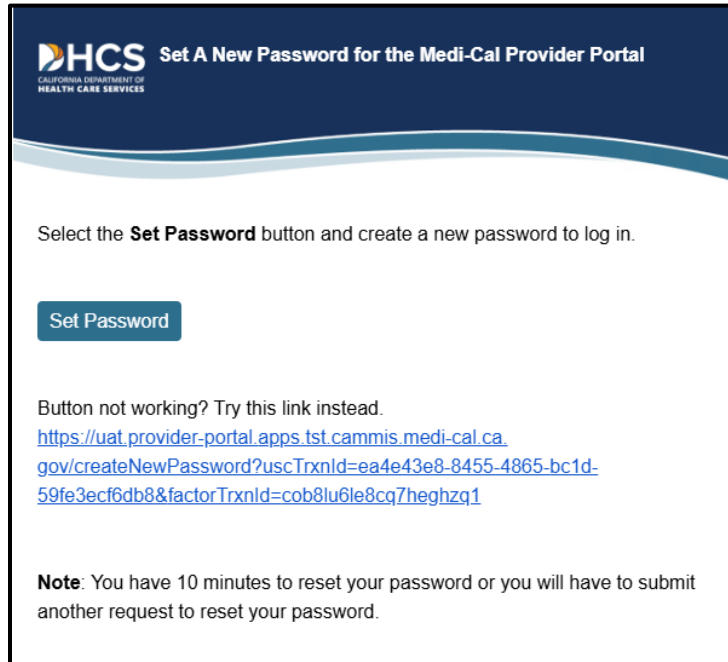 DHCS
CALIFORNIA DEPARTMENT OF
HEALTH CARE SERVICES
Set A New Password for the Medi-Cal Provider Portal
Select the Set Password button and create a new password to log in.
Set Password
Button not working? Try this link instead.
https://uat.provider-portal.apps.tst.cammis.medi-cal.ca.
gov/createNewPassword?uscTrxnId=ea4e43e8-8455-4865-bc1d-
59fe3ecf6db8&factorTrxnId=cob8lu6le8cq7heghzq1
Note: You have 10 minutes to reset your password or you will have to submit
another request to reset your password.